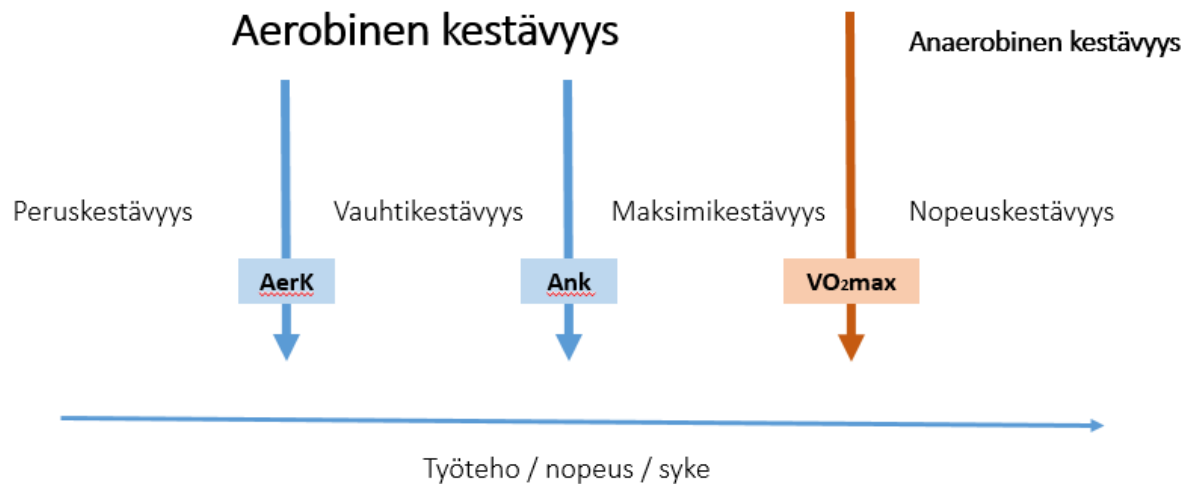 Aerobinen kestävyys
Anaerobinen kestävyys
Peruskestävyys
Vauhtikestävyys
Maksimikestävyys
Nopeuskestävyys
AerK
Ank
VO₂max
Työteho / nopeus / syke